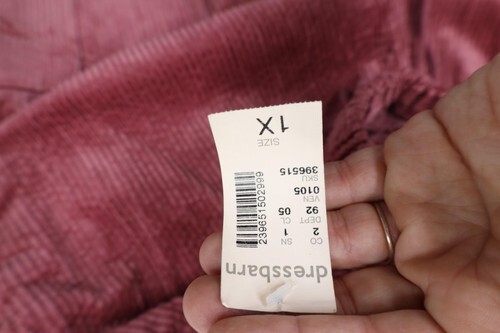 dressbarn
CO SN
2 1
DEPT CL
92 05
VEN
0105
SKU
396515
239651502999
SIZE
1X